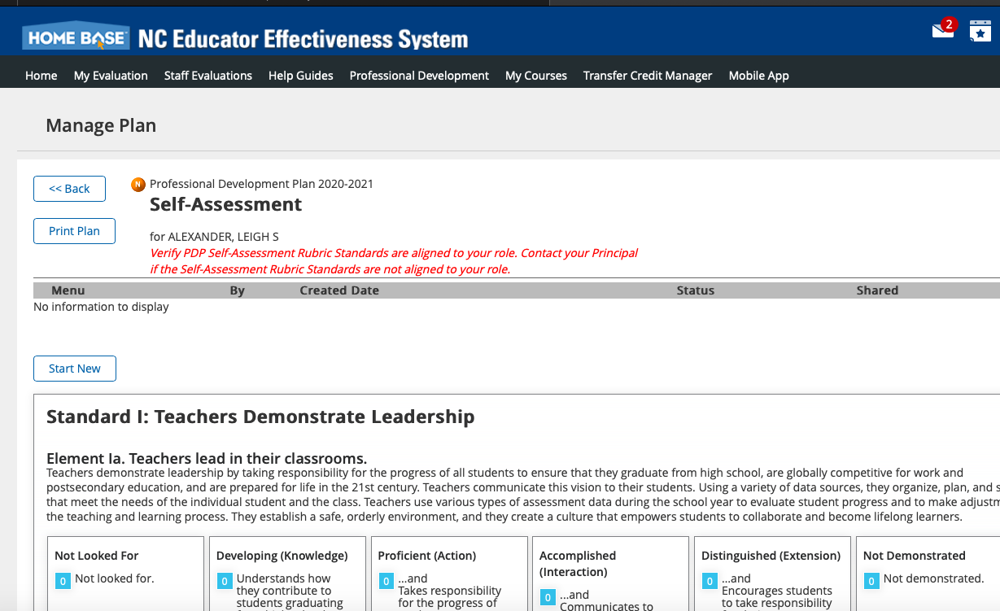 HOME BASE NC Educator Effectiveness System
2
Home My Evaluation Staff Evaluations Help Guides Professional Development My Courses Transfer Credit Manager Mobile App
Manage Plan
<< Back
Print Plan
N Professional Development Plan 2020-2021
Self-Assessment
for ALEXANDER, LEIGH S
Verify PDP Self-Assessment Rubric Standards are aligned to your role. Contact your Principal
if the Self-Assessment Rubric Standards are not aligned to your role.
Menu By Created Date Status Shared
No information to display
Start New
Standard I: Teachers Demonstrate Leadership
Element Ia. Teachers lead in their classrooms.
Teachers demonstrate leadership by taking responsibility for the progress of all students to ensure that they graduate from high school, are globally competitive for work and
postsecondary education, and are prepared for life in the 21st century. Teachers communicate this vision to their students. Using a variety of data sources, they organize, plan, and s
that meet the needs of the individual student and the class. Teachers use various types of assessment data during the school year to evaluate student progress and to make adjustm
the teaching and learning process. They establish a safe, orderly environment, and they create a culture that empowers students to collaborate and become lifelong learners.
Not Looked For
0 Not looked for.
Developing (Knowledge)
0 Understands how
they contribute to
students graduating
Proficient (Action)
0 ...and
Takes responsibility
for the progress of
Accomplished
(Interaction)
0 ...and
Communicates to
Distinguished (Extension)
0 ...and
Encourages students
to take responsibility
Not Demonstrated
0 Not demonstrated.